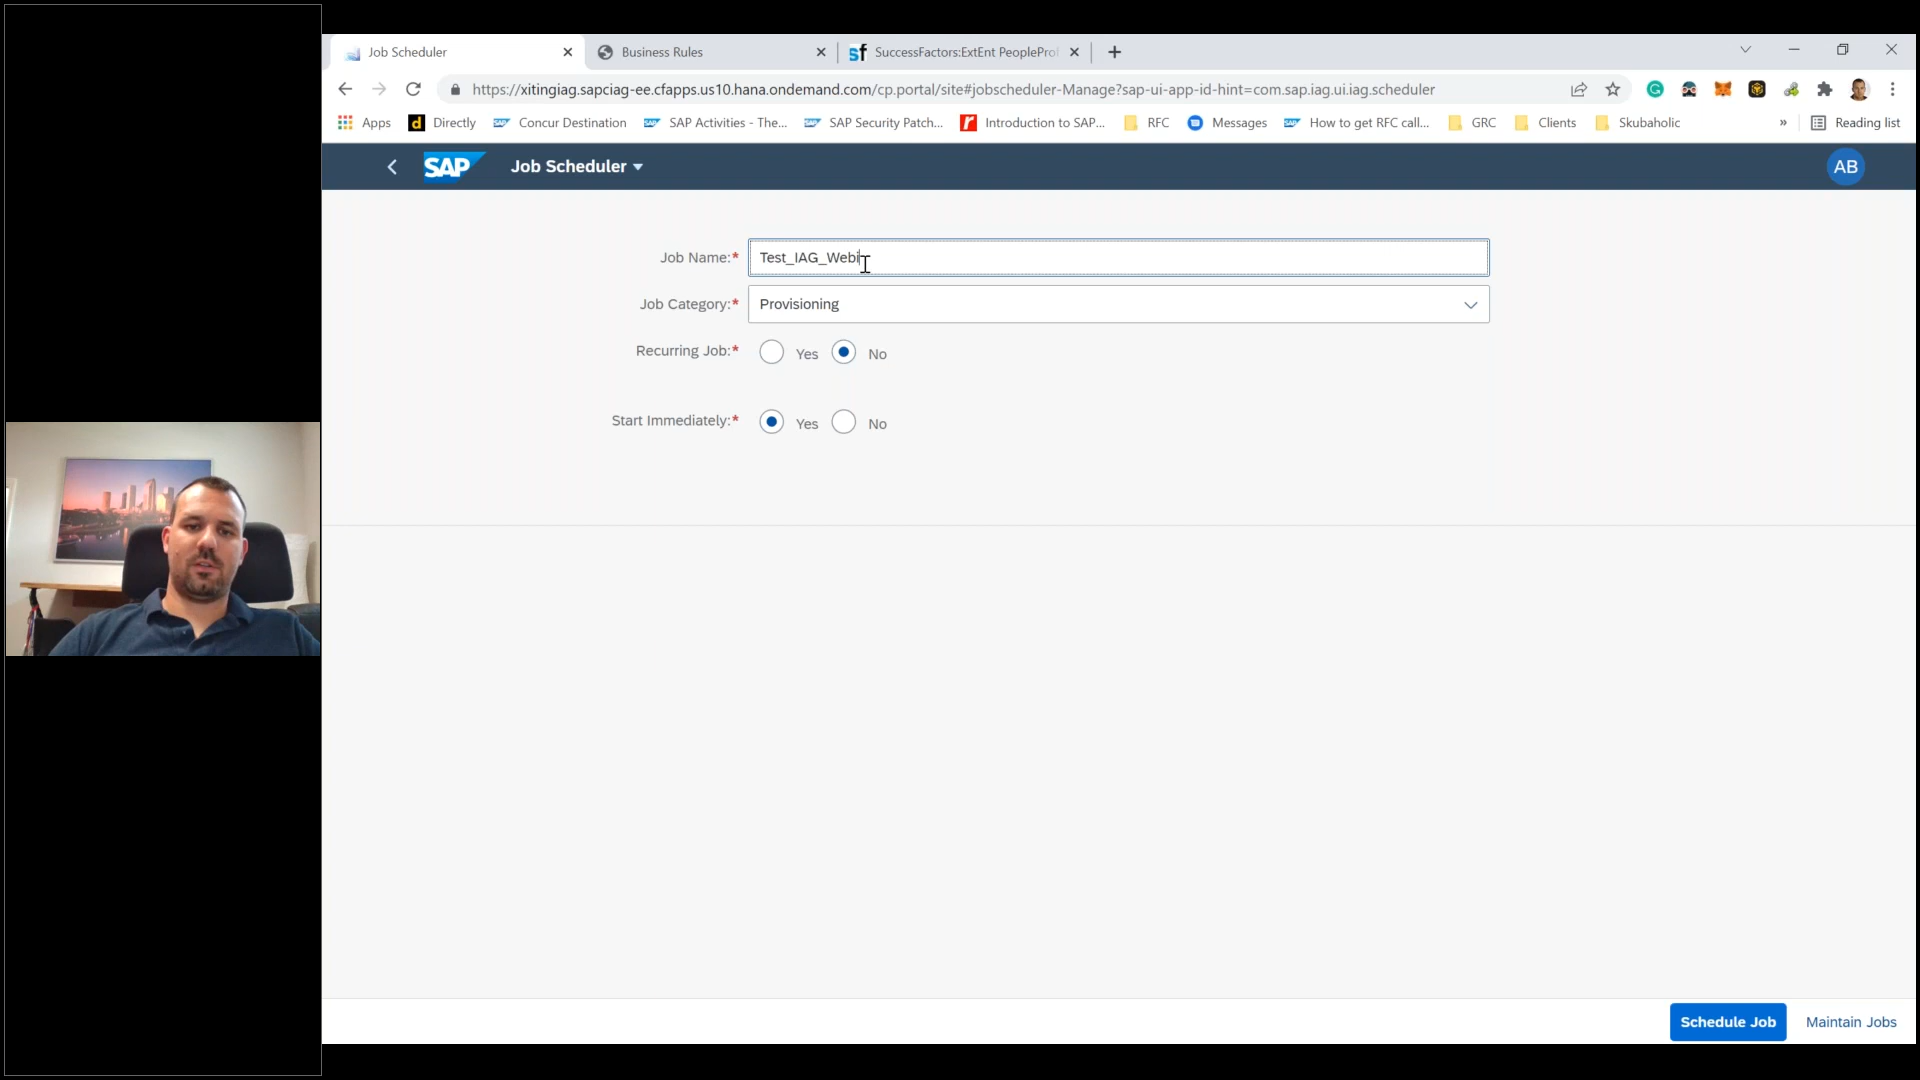 Job Scheduler
Business Rules
SuccessFactors:ExtEnt PeopleProf
https://xitingiag.sapciag-ee.cfapps.us10.hana.ondemand.com/cp.portal/site#jobscheduler-Manage?sap-ui-app-id-hint=com.sap.iag.ui.iag.scheduler
Apps Directly Concur Destination SAP Activities - The... SAP Security Patch... Introduction to SAP... RFC Messages How to get RFC call... GRC Clients Skubaholic » Reading list
SAP Job Scheduler AB
Job Name:* Test_IAG_Webi
Job Category:* Provisioning
Recurring Job:* Yes No
Start Immediately:* Yes No
Schedule Job Maintain Jobs